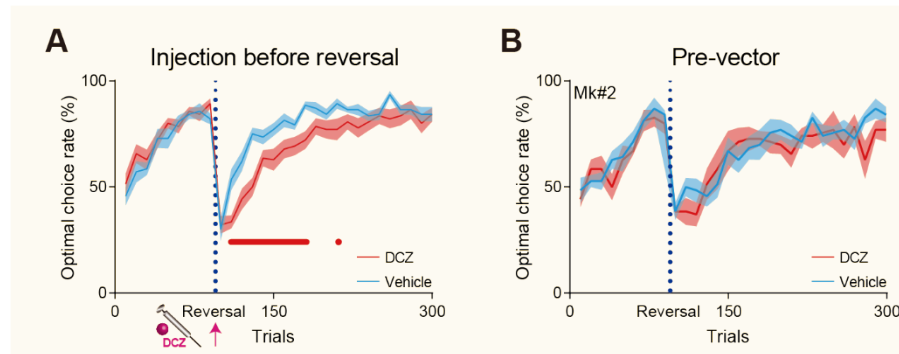 A
Injection before reversal
Optimal choice rate (%)
100
50
0
DCZ
Vehicle
0
Reversal
150
300
DCZ
Trials
B
Pre-vector
Mk#2
Optimal choice rate (%)
100
50
0
DCZ
Vehicle
0
Reversal
150
300
Trials